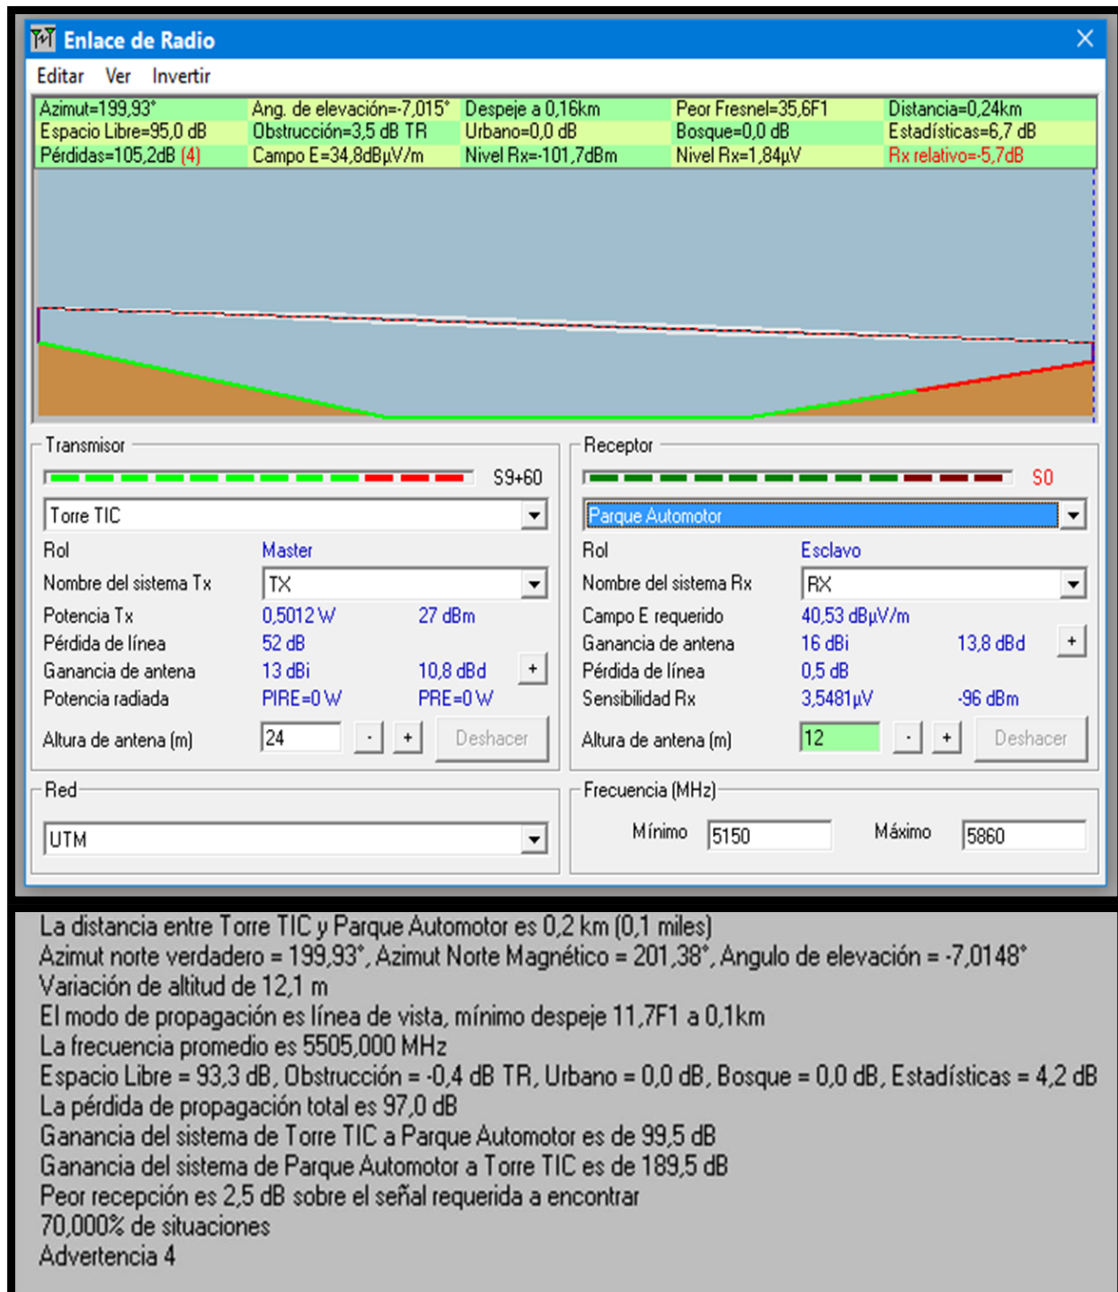 Enlace de Radio
Editar Ver Invertir
Azimut=199,93° Ang. de elevación=-7,015° Despeje a 0,16km Peor Fresnel=35,6F1 Distancia=0,24km
Espacio Libre=95,0 dB Obstrucción=3,5 dB TR Urbano=0,0 dB Bosque=0,0 dB Estadísticas=6,7 dB
Pérdidas=105,2dB (4) Campo E=34,8dBµV/m Nivel Rx=-101,7dBm Nivel Rx=1,84µV Rx relativo=-5,7dB
Transmisor
S9+60
Torre TIC
Rol Master
Nombre del sistema Tx TX
Potencia Tx 0,5012 W 27 dBm
Pérdida de línea 52 dB
Ganancia de antena 13 dBi 10,8 dBd +
Potencia radiada PIRE=0 W PRE=0 W
Altura de antena (m) 24 - + Deshacer
Receptor
S0
Parque Automotor
Rol Esclavo
Nombre del sistema Rx RX
Campo E requerido 40,53 dBµV/m
Ganancia de antena 16 dBi 13,8 dBd +
Pérdida de línea 0,5 dB
Sensibilidad Rx 3,5481µV -96 dBm
Altura de antena (m) 12 - + Deshacer
Red
UTM
Frecuencia (MHz)
Mínimo 5150 Máximo 5860
La distancia entre Torre TIC y Parque Automotor es 0,2 km (0,1 miles)
Azimut norte verdadero = 199,93°, Azimut Norte Magnético = 201,38°, Angulo de elevación = -7,0148°
Variación de altitud de 12,1 m
El modo de propagación es línea de vista, mínimo despeje 11,7F1 a 0,1km
La frecuencia promedio es 5505,000 MHz
Espacio Libre = 93,3 dB, Obstrucción = -0,4 dB TR, Urbano = 0,0 dB, Bosque = 0,0 dB, Estadísticas = 4,2 dB
La pérdida de propagación total es 97,0 dB
Ganancia del sistema de Torre TIC a Parque Automotor es de 99,5 dB
Ganancia del sistema de Parque Automotor a Torre TIC es de 189,5 dB
Peor recepción es 2,5 dB sobre el señal requerida a encontrar
70,000% de situaciones
Advertencia 4